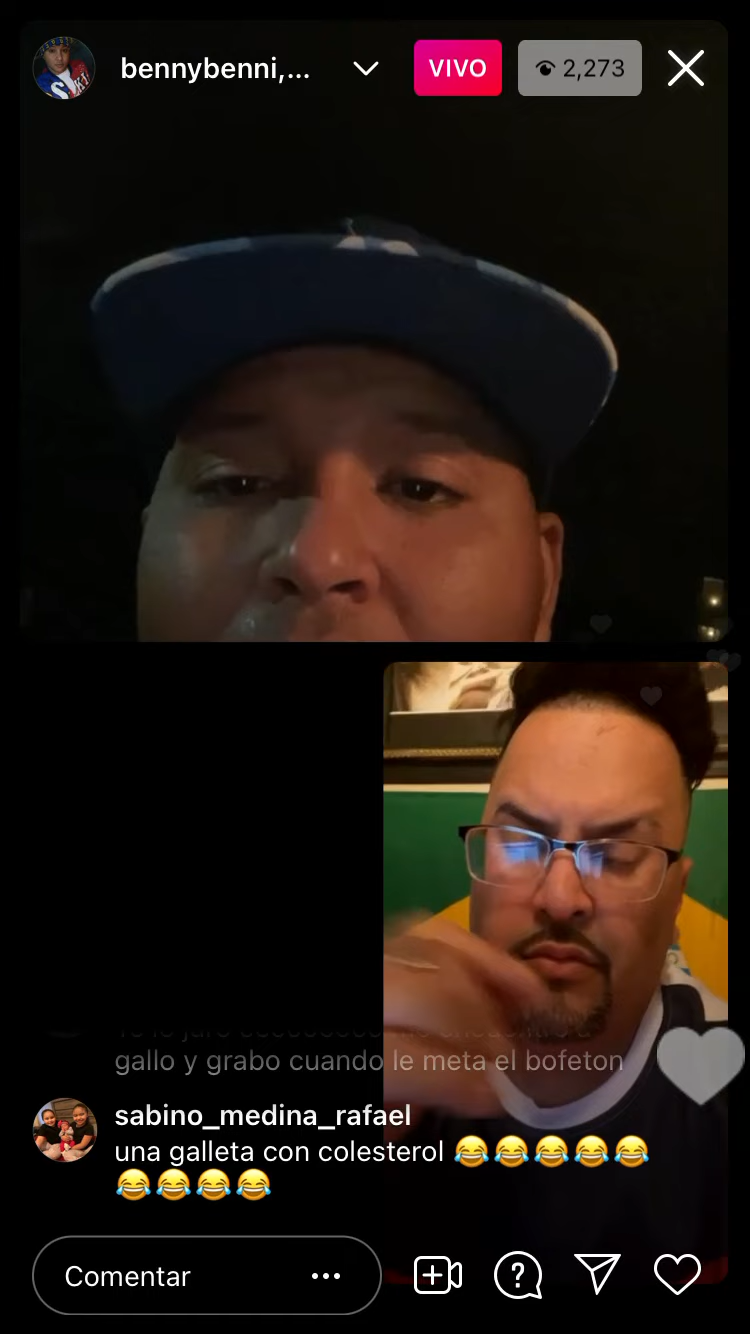 bennybenni,...
VIVO
2,273
gallo y grabo cuando le meta el bofeton
sabino_medina_rafael
una galleta con colesterol 😂😂😂😂😂
😂😂😂😂
Comentar